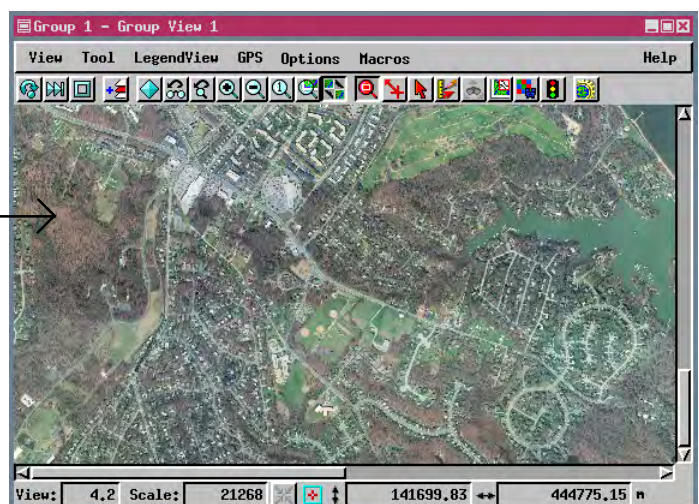 Group 1 - Group View 1
View Tool LegendView GPS Options Macros Help
View: 4.2 Scale: 21268 141699.83 444775.15 m